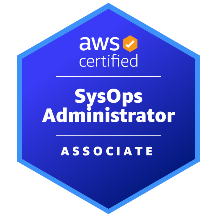 aws
certified
SysOps
Administrator
ASSOCIATE